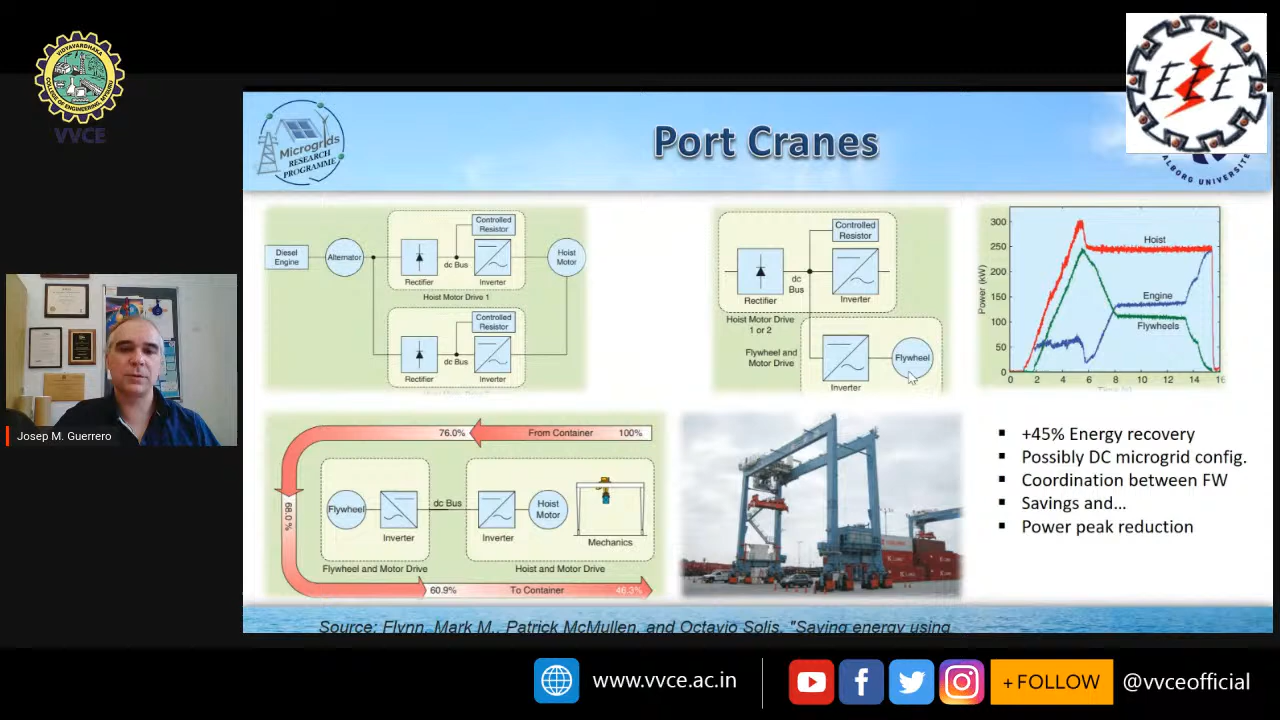 VIDYAVARDHAKA
VVCE
EEE
Microgrids
RESEARCH
PROGRAMME
Port Cranes
Diesel
Engine
Alternator
Controlled
Resistor
dc Bus
Rectifier
Inverter
Hoist
Motor
Hoist Motor Drive 1
Controlled
Resistor
dc Bus
Rectifier
Inverter
Controlled
Resistor
dc
Bus
Rectifier
Inverter
Hoist Motor Drive
1 or 2
Flywheel and
Motor Drive
Flywheel
Inverter
Power (kW)
300
250
200
150
100
50
0
Hoist
Engine
Flywheels
0 2 4 6 8 10 12 14 16
76.0% From Container 100%
68.0 %
Flywheel
Inverter
dc Bus
Inverter
Hoist
Motor
Mechanics
Flywheel and Motor Drive
Hoist and Motor Drive
60.9% To Container 46.3%
▪ +45% Energy recovery
▪ Possibly DC microgrid config.
▪ Coordination between FW
▪ Savings and…
▪ Power peak reduction
Josep M. Guerrero
Source: Flynn, Mark M., Patrick McMullen, and Octavio Solis. "Saving energy using
www.vvce.ac.in
+ FOLLOW
@vvceofficial